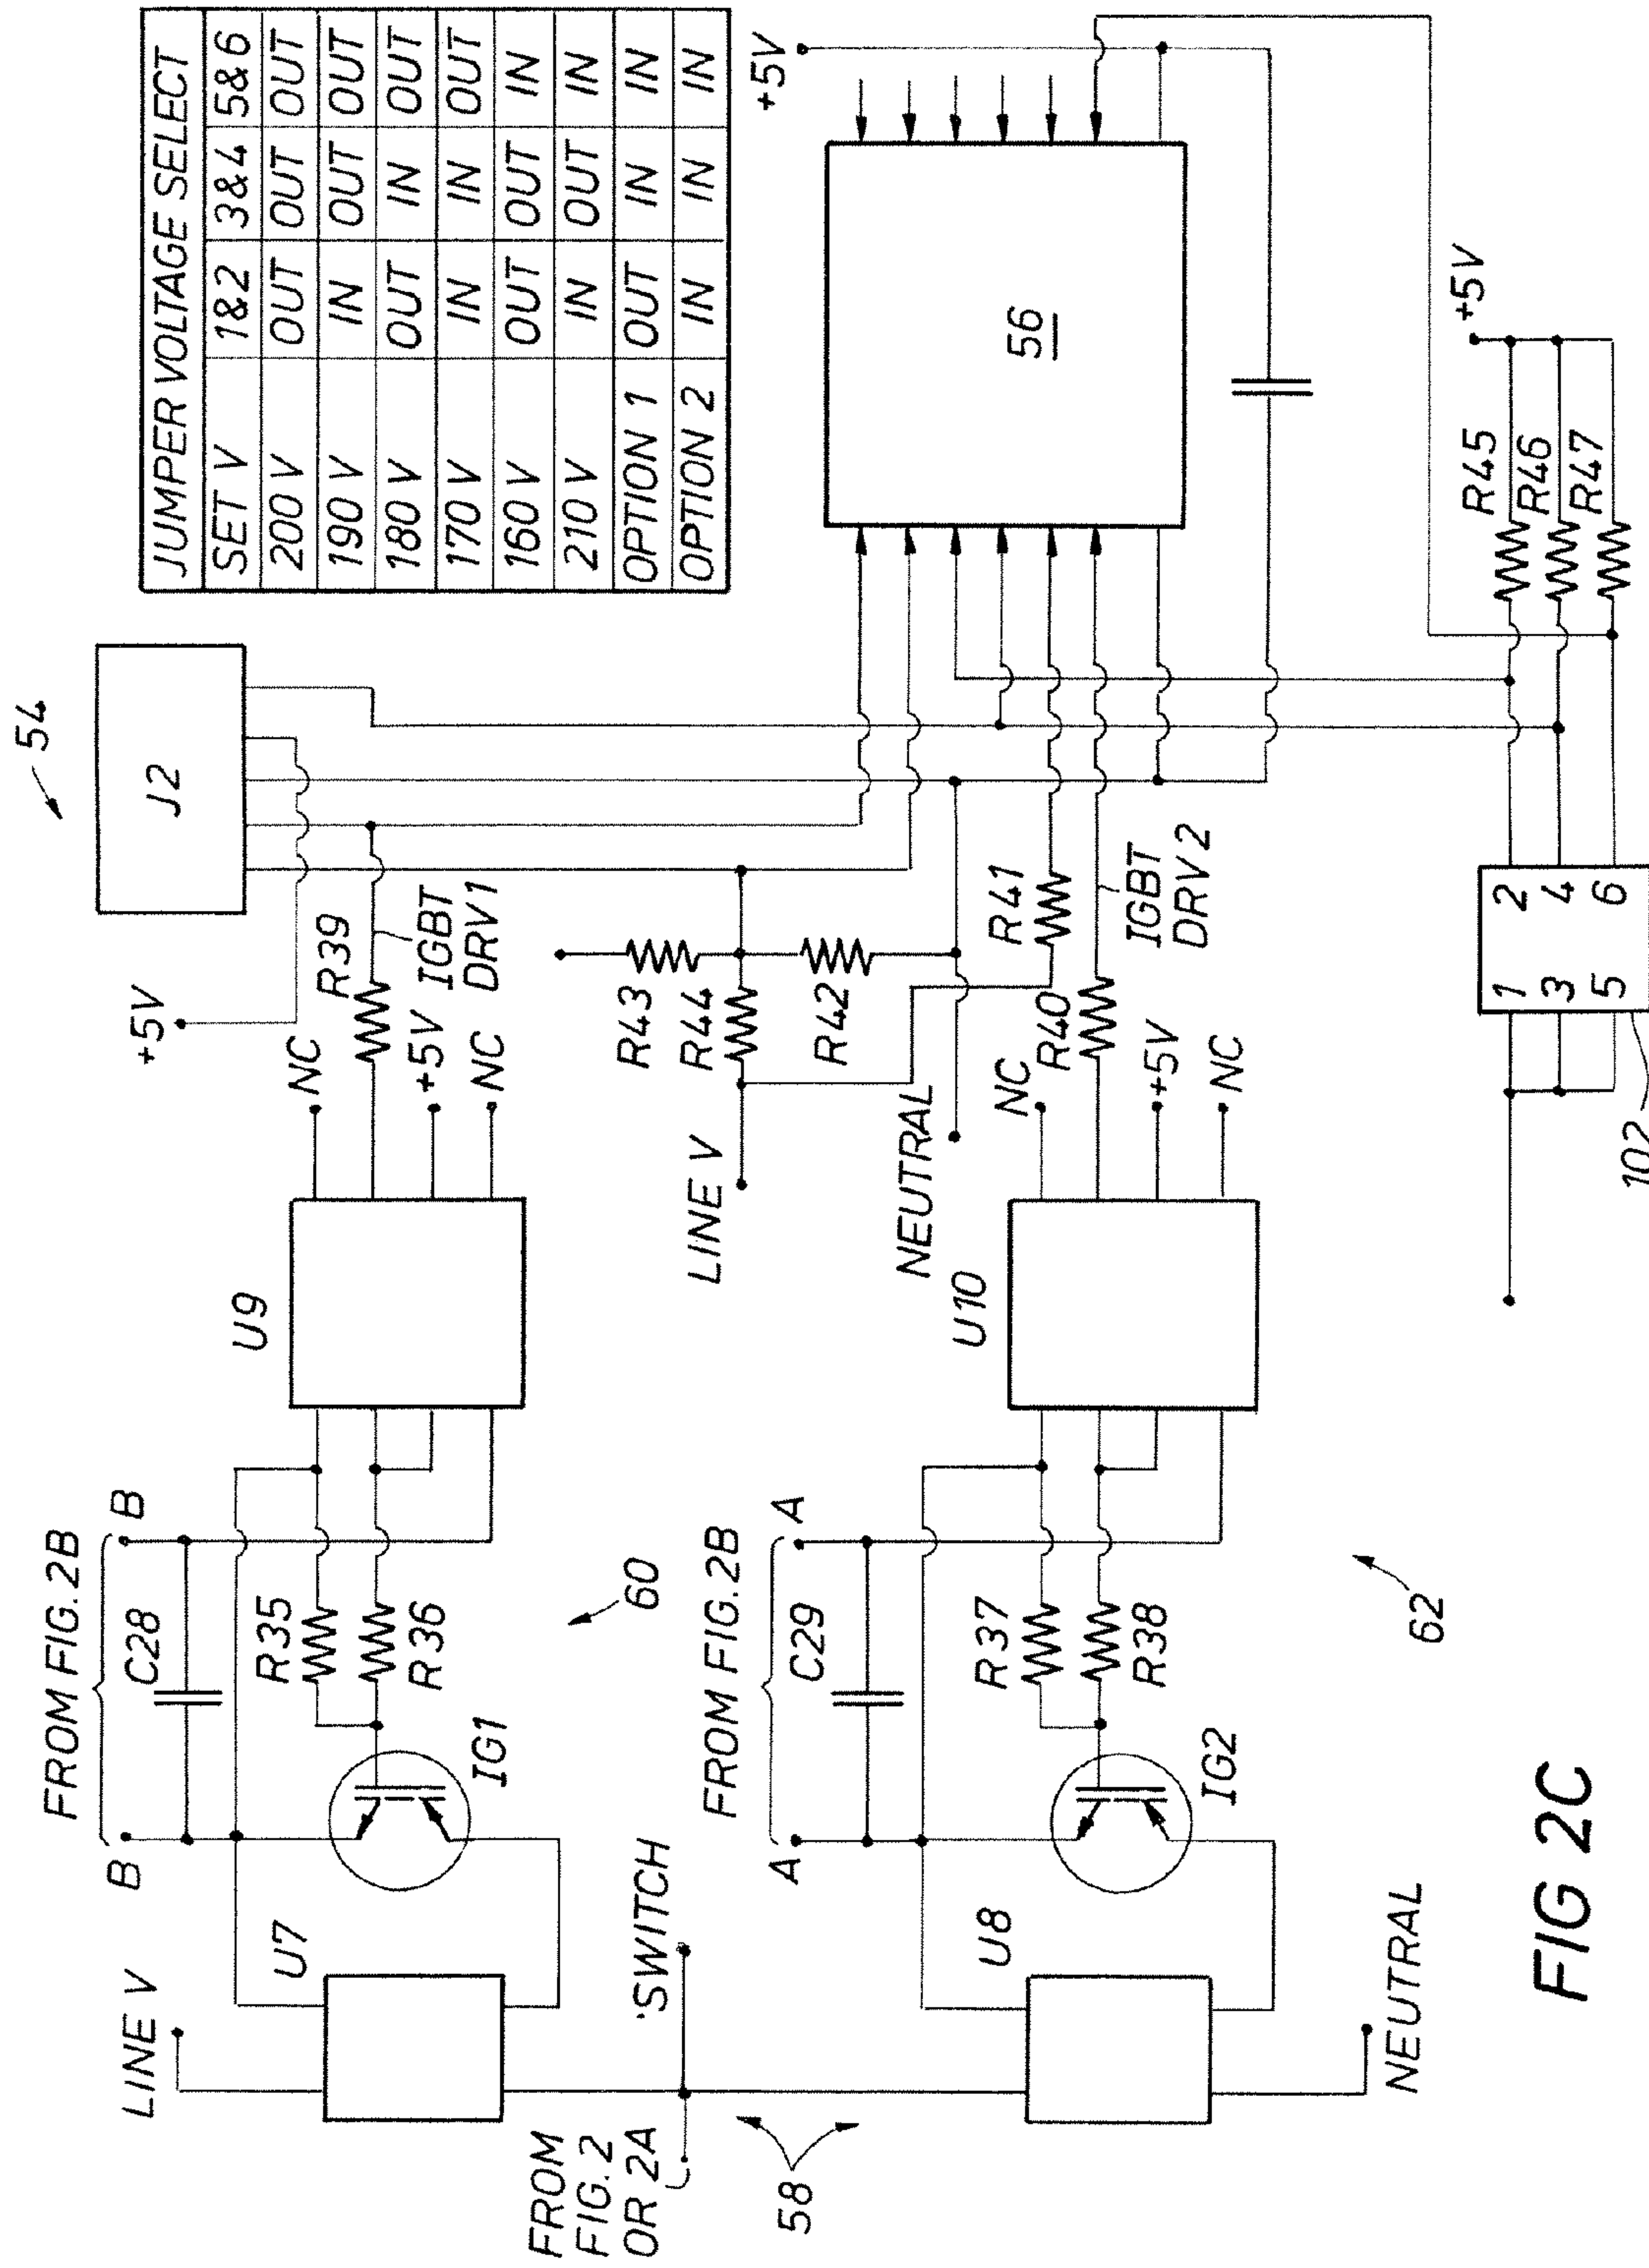 JUMPER VOLTAGE SELECT
SET V 1&2 3&4 5&6
200 V OUT OUT OUT
190 V IN OUT OUT
180 V OUT IN OUT
170 V IN IN OUT
160 V OUT OUT IN
210 V IN OUT IN
OPTION 1 OUT IN IN
OPTION 2 IN IN IN
54
J2
+5V
56
+5V
R45
R46
R47
1 2
3 4
5 6
102
+5V
NC
R39
IGBT
DRV 1
+5V
NC
U9
R43
R44
R42
LINE V
NEUTRAL
R41
R40
IGBT
DRV 2
NC
+5V
NC
U10
FROM FIG. 2B
B B
C28
R35
R36
IG1
60
LINE V
U7
FROM FIG. 2B
A A
C29
R37
R38
IG2
62
'SWITCH
U8
FROM
FIG. 2
OR 2A
58
NEUTRAL
FIG 2C